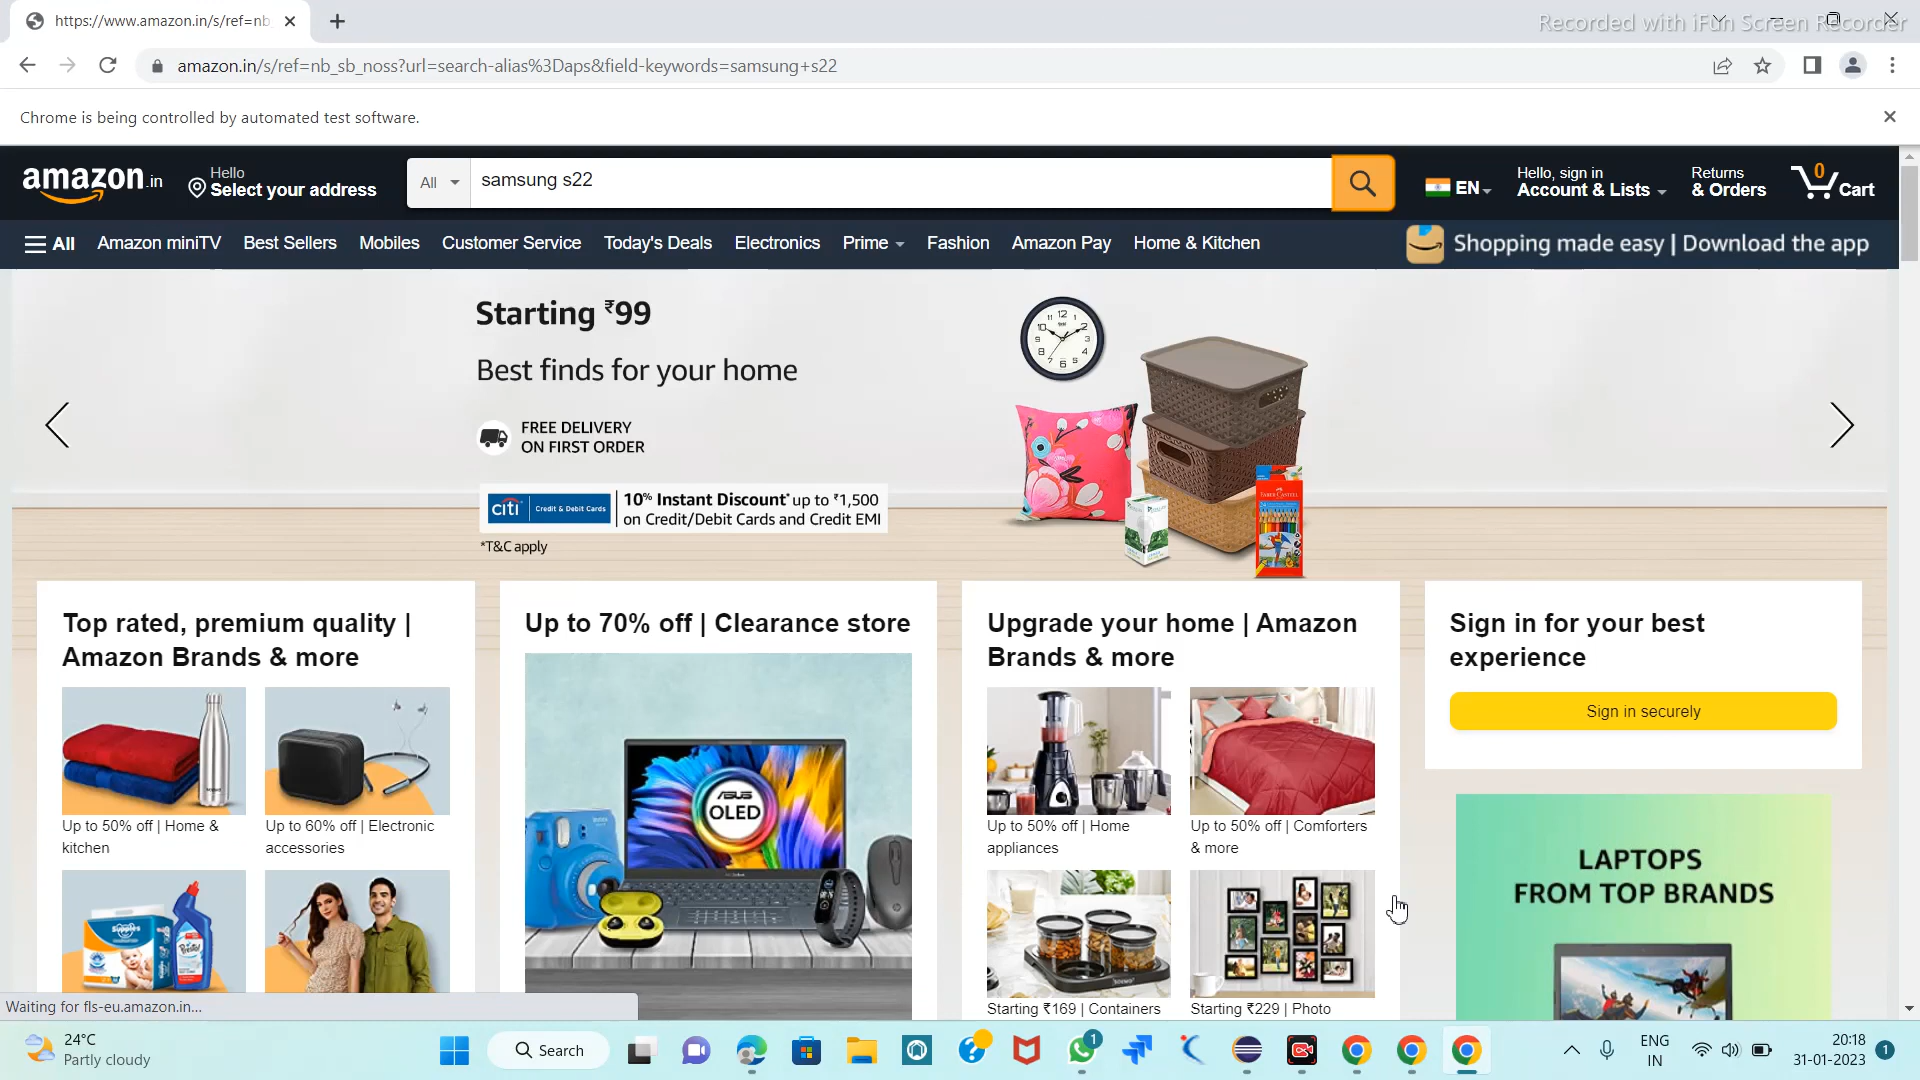 https://www.amazon.in/s/ref=nb
Recorded with iFun Screen Recorder
amazon.in/s/ref=nb_sb_noss?url=search-alias%3Daps&field-keywords=samsung+s22
Chrome is being controlled by automated test software.
amazon.in
Hello
Select your address
All
samsung s22
EN
Hello, sign in
Account & Lists
Returns
& Orders
0
Cart
All
Amazon miniTV
Best Sellers
Mobiles
Customer Service
Today's Deals
Electronics
Prime
Fashion
Amazon Pay
Home & Kitchen
Shopping made easy | Download the app
Starting ₹99
Best finds for your home
FREE DELIVERY
ON FIRST ORDER
citi
Credit & Debit Cards
10% Instant Discount* up to ₹1,500
on Credit/Debit Cards and Credit EMI
*T&C apply
Top rated, premium quality |
Amazon Brands & more
Up to 50% off | Home &
kitchen
Up to 60% off | Electronic
accessories
Up to 70% off | Clearance store
ASUS
OLED
Upgrade your home | Amazon
Brands & more
Up to 50% off | Home
appliances
Up to 50% off | Comforters
& more
Starting ₹169 | Containers
Starting ₹229 | Photo
Sign in for your best
experience
Sign in securely
LAPTOPS
FROM TOP BRANDS
Waiting for fls-eu.amazon.in...
24°C
Partly cloudy
Search
1
ENG
IN
20:18
31-01-2023
1